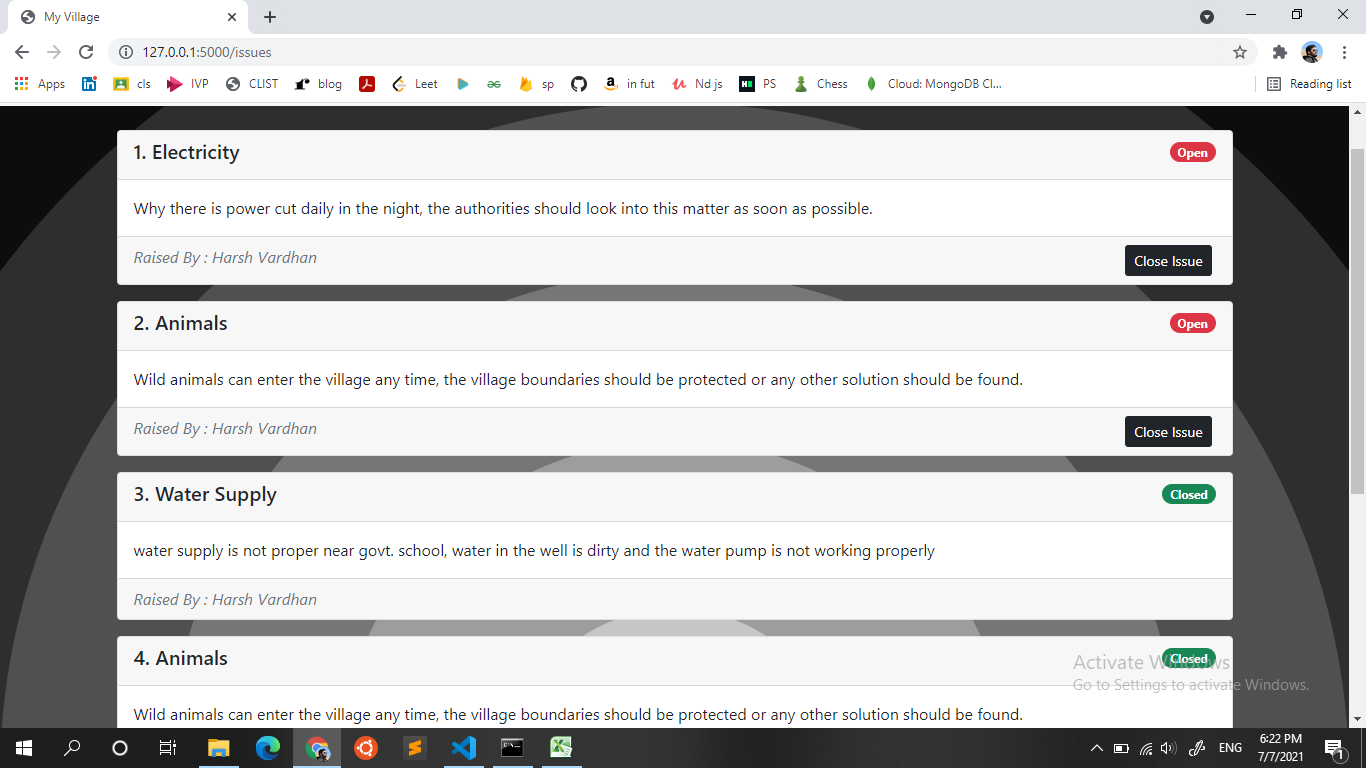 My Village
127.0.0.1:5000/issues
Apps cls IVP CLIST blog Leet sp in fut Nd js PS Chess Cloud: MongoDB Cl... Reading list
1. Electricity Open
Why there is power cut daily in the night, the authorities should look into this matter as soon as possible.
Raised By : Harsh Vardhan Close Issue
2. Animals Open
Wild animals can enter the village any time, the village boundaries should be protected or any other solution should be found.
Raised By : Harsh Vardhan Close Issue
3. Water Supply Closed
water supply is not proper near govt. school, water in the well is dirty and the water pump is not working properly
Raised By : Harsh Vardhan
4. Animals Closed
Activate Windows
Go to Settings to activate Windows.
Wild animals can enter the village any time, the village boundaries should be protected or any other solution should be found.
ENG 6:22 PM
7/7/2021 1